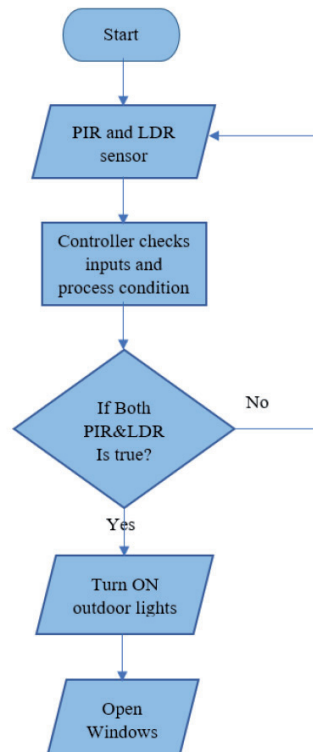 Start
PIR and LDR
sensor
Controller checks
inputs and
process condition
If Both
PIR&LDR
Is true?
No
Yes
Turn ON
outdoor lights
Open
Windows